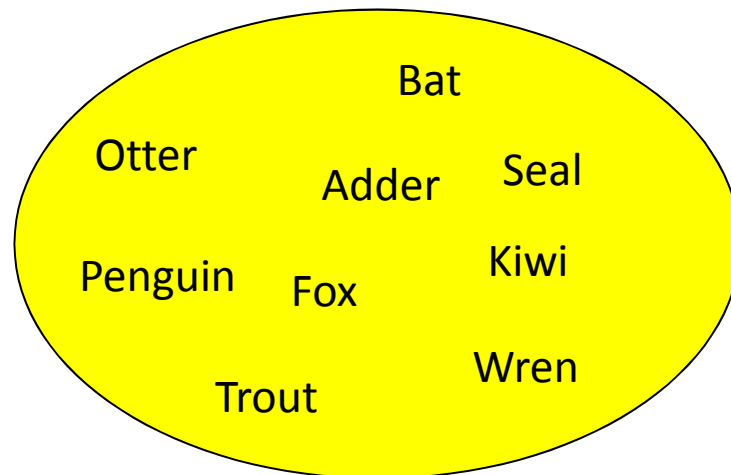 Bat
Otter
Adder
Seal
Penguin
Fox
Kiwi
Trout
Wren